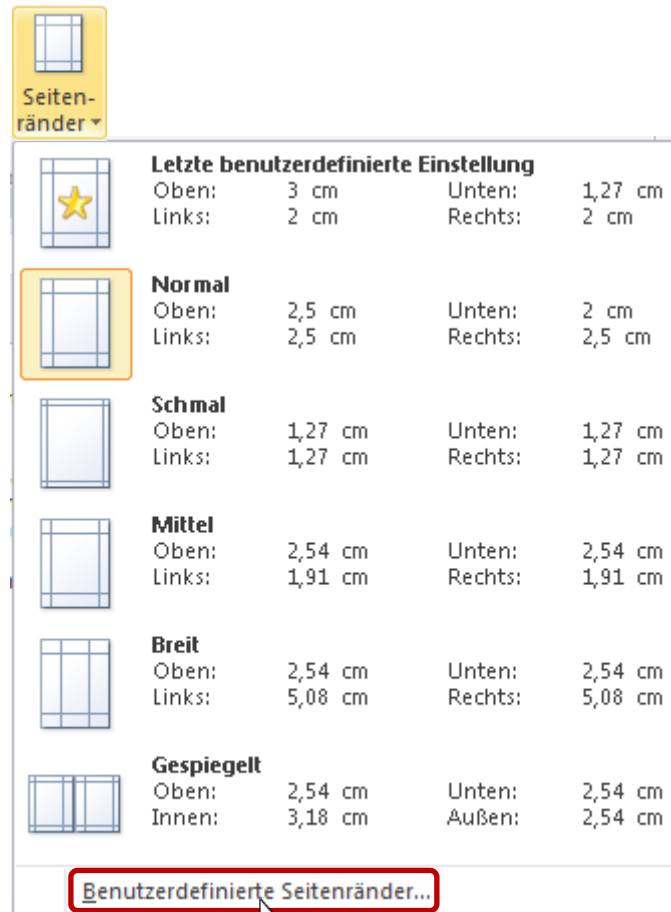 Seiten-
ränder
Letzte benutzerdefinierte Einstellung
Oben: 3 cm Unten: 1,27 cm
Links: 2 cm Rechts: 2 cm
Normal
Oben: 2,5 cm Unten: 2 cm
Links: 2,5 cm Rechts: 2,5 cm
Schmal
Oben: 1,27 cm Unten: 1,27 cm
Links: 1,27 cm Rechts: 1,27 cm
Mittel
Oben: 2,54 cm Unten: 2,54 cm
Links: 1,91 cm Rechts: 1,91 cm
Breit
Oben: 2,54 cm Unten: 2,54 cm
Links: 5,08 cm Rechts: 5,08 cm
Gespiegelt
Oben: 2,54 cm Unten: 2,54 cm
Innen: 3,18 cm Außen: 2,54 cm
Benutzerdefinierte Seitenränder...